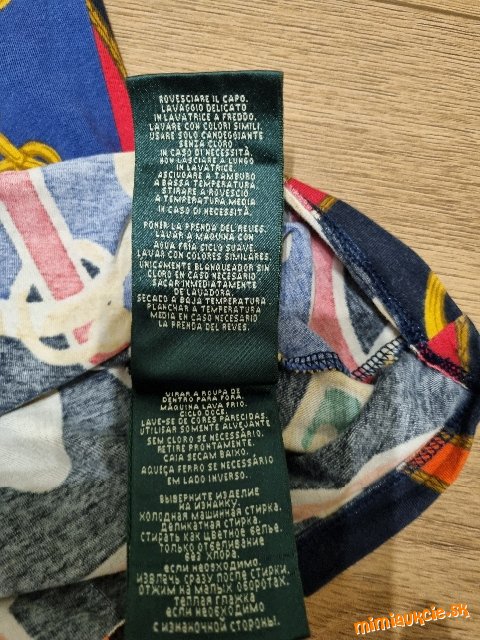 ROVESCIARE IL CAPO.
LAVAGGIO DELICATO
IN LAVATRICE A FREDDO.
LAVARE CON COLORI SIMILI.
USARE SOLO CANDEGGIANTE
SENZA CLORO
IN CASO DI NECESSITÀ.
NON LASCIARE A LUNGO
IN LAVATRICE.
ASCIUGARE A TAMBURO
A BASSA TEMPERATURA.
STIRARE A ROVESCIO
A TEMPERATURA MEDIA
IN CASO DI NECESSITÀ.
PONER LA PRENDA DEL REVES.
LAVAR A MAQUINA CON
AGUA FRIA CICLO SUAVE.
LAVAR CON COLORES SIMILARES.
ÚNICAMENTE BLANQUEADOR SIN
CLORO EN CASO NECESARIO
SACAR INMEDIATAMENTE
DE LAVADORA.
SECADO A BAJA TEMPERATURA.
PLANCHAR A TEMPERATURA
MEDIA EN CASO NECESARIO
LA PRENDA DEL REVES.
VIRAR A ROUPA DE
DENTRO PARA FORA.
MÁQUINA LAVA FRIO.
CICLO DOCE.
LAVE-SE DE CORES PARECIDAS.
UTILIZAR SOMENTE ALVEJANTE
SEM CLORO SE NECESSÁRIO.
RETIRE PRONTAMENTE.
CAIA SECAM BAIXO.
AQUEÇA FERRO SE NECESSÁRIO
EM LADO INVERSO.
ВЫВЕРНИТЕ ИЗДЕЛИЕ
НА ИЗНАНКУ.
ХОЛОДНАЯ МАШИННАЯ СТИРКА.
ДЕЛИКАТНАЯ СТИРКА.
СТИРАТЬ КАК ЦВЕТНОЕ БЕЛЬЕ.
ТОЛЬКО ОТБЕЛИВАНИЕ
БЕЗ ХЛОРА,
ЕСЛИ НЕОБХОДИМО.
ИЗВЛЕЧЬ СРАЗУ ПОСЛЕ СТИРКИ.
ОТЖИМ НА МАЛЫХ ОБОРОТАХ.
ТЕПЛАЯ ГЛАЖКА
ЕСЛИ НЕОБХОДИМО
С ИЗНАНОЧНОЙ СТОРОНЫ.
mimiaukcie.sk